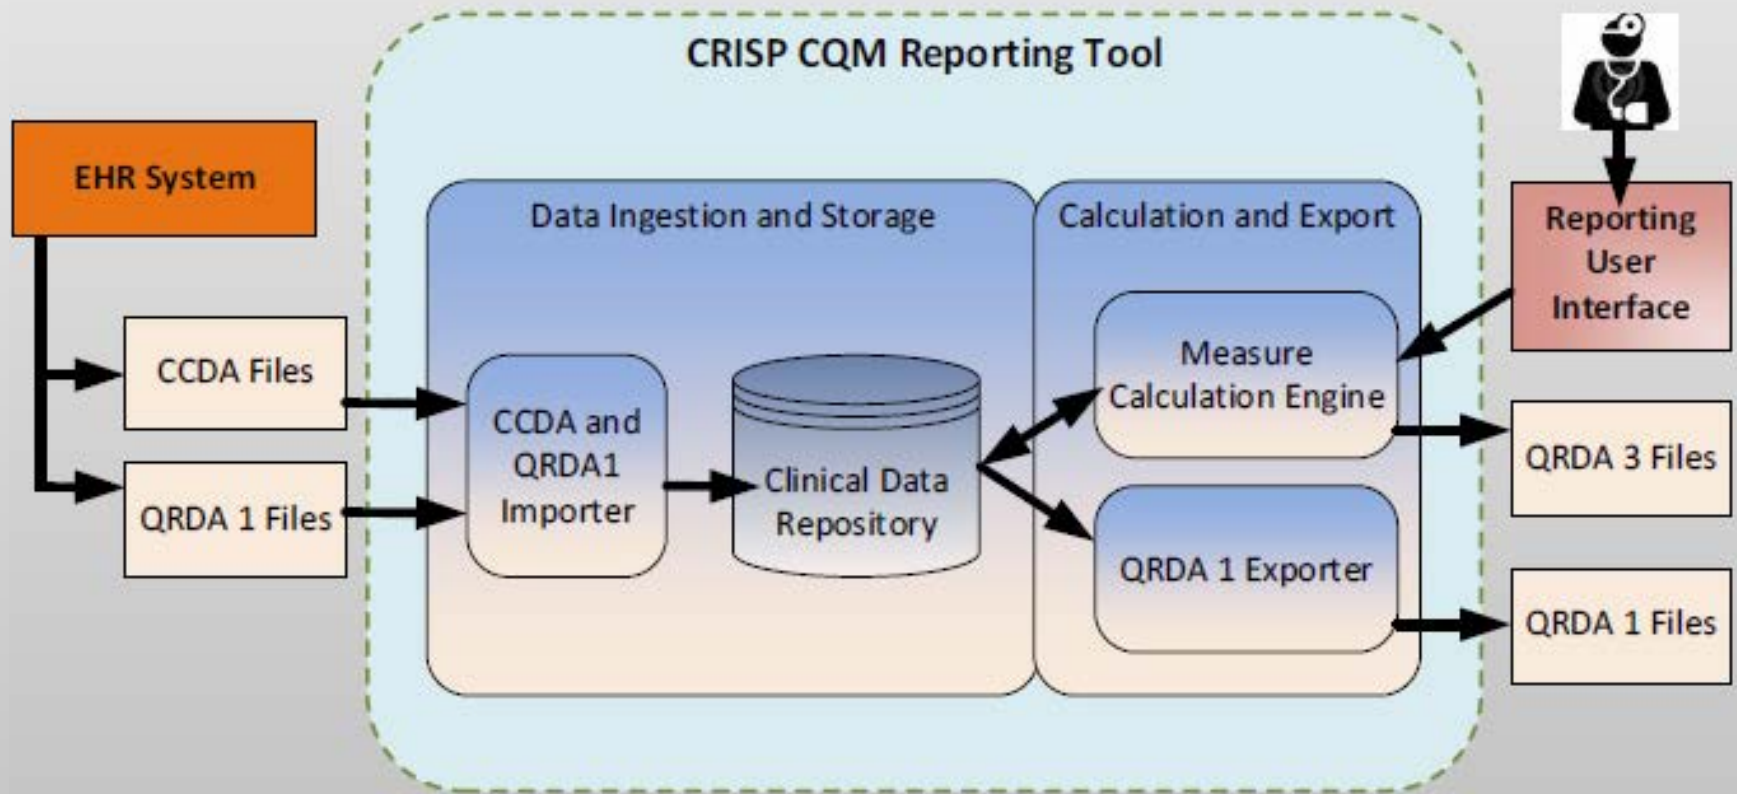 CRISP CQM Reporting Tool
EHR System
CCDA Files
QRDA 1 Files
Data Ingestion and Storage
CCDA and
QRDA1
Importer
Clinical Data
Repository
Calculation and Export
Measure
Calculation Engine
QRDA 1 Exporter
Reporting
User
Interface
QRDA 3 Files
QRDA 1 Files